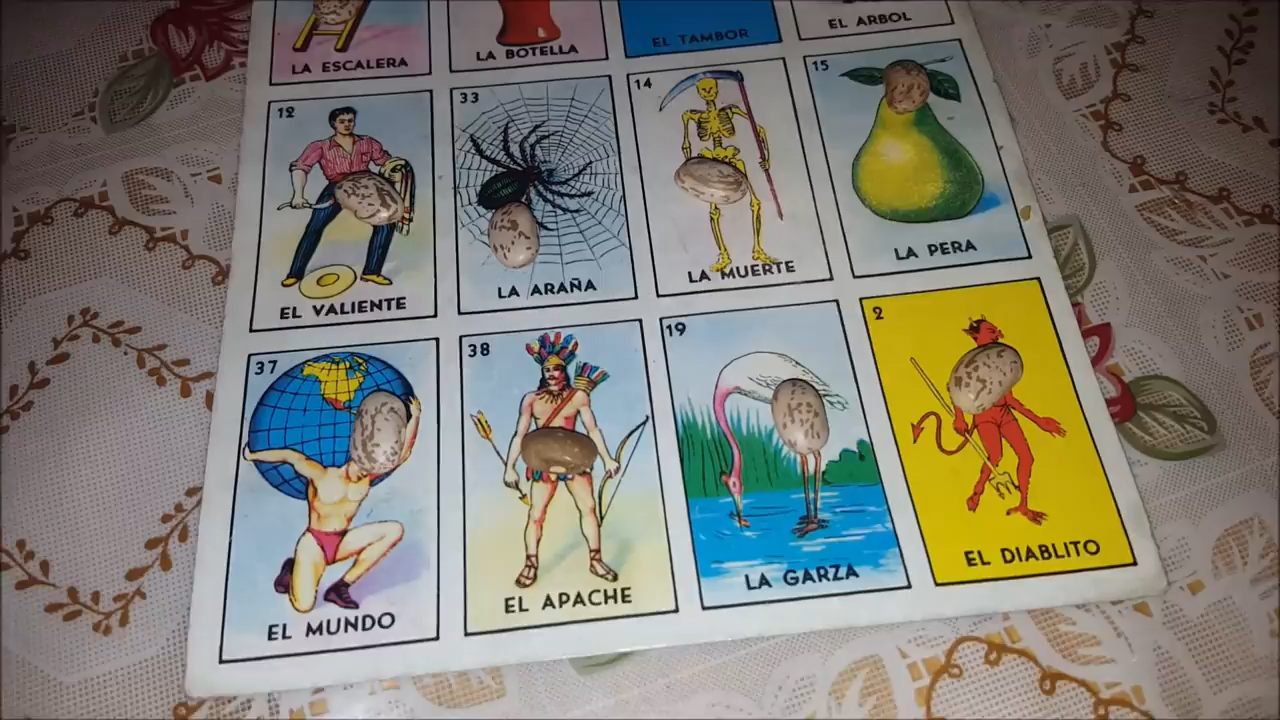 LA ESCALERA
LA BOTELLA
EL TAMBOR
EL ARBOL
12
EL VALIENTE
33
LA ARAÑA
14
LA MUERTE
15
LA PERA
37
EL MUNDO
38
EL APACHE
19
LA GARZA
2
EL DIABLITO